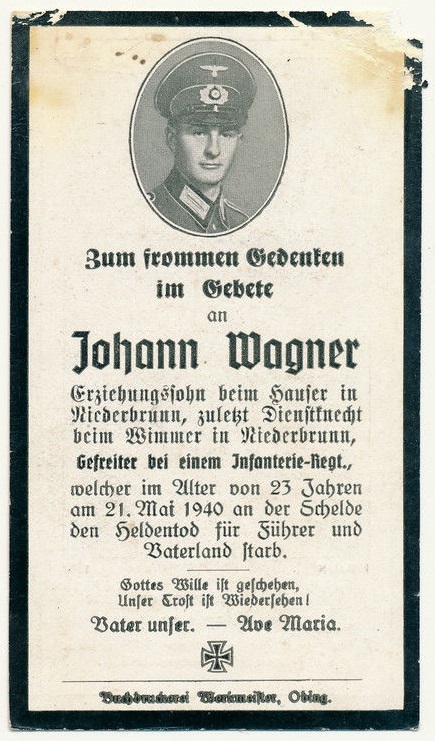 Zum frommen Gedenken
im Gebete
an
Johann Wagner
Erziehungssohn beim Hauser in
Niederbrunn, zuletzt Dienstknecht
beim Wimmer in Niederbrunn,
Gefreiter bei einem Infanterie-Regt.,
welcher im Alter von 23 Jahren
am 21. Mai 1940 an der Schelde
den Heldentod für Führer und
Vaterland starb.
Gottes Wille ist geschehen,
Unser Trost ist Wiedersehen!
Vater unser. — Ave Maria.
Buchdruckerei Werkmeister, Obing.